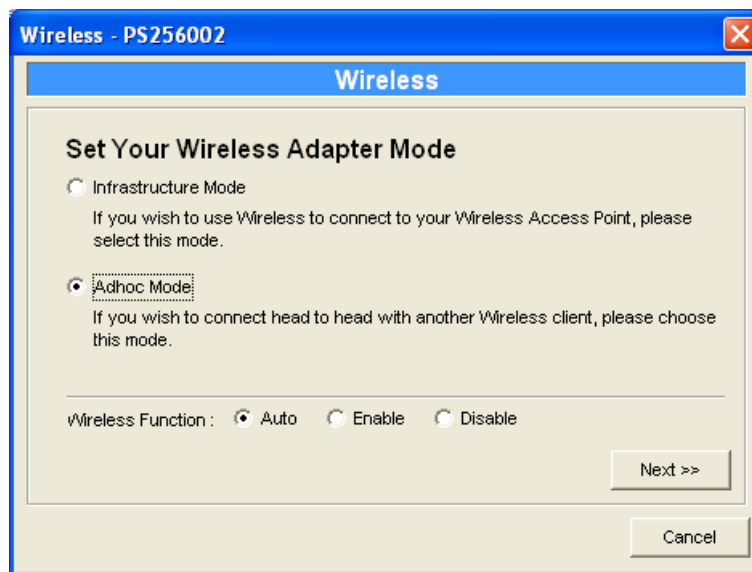 Wireless - PS256002
Wireless
Set Your Wireless Adapter Mode
Infrastructure Mode
If you wish to use Wireless to connect to your Wireless Access Point, please
select this mode.
Adhoc Mode
If you wish to connect head to head with another Wireless client, please choose
this mode.
Wireless Function : Auto Enable Disable
Next >>
Cancel